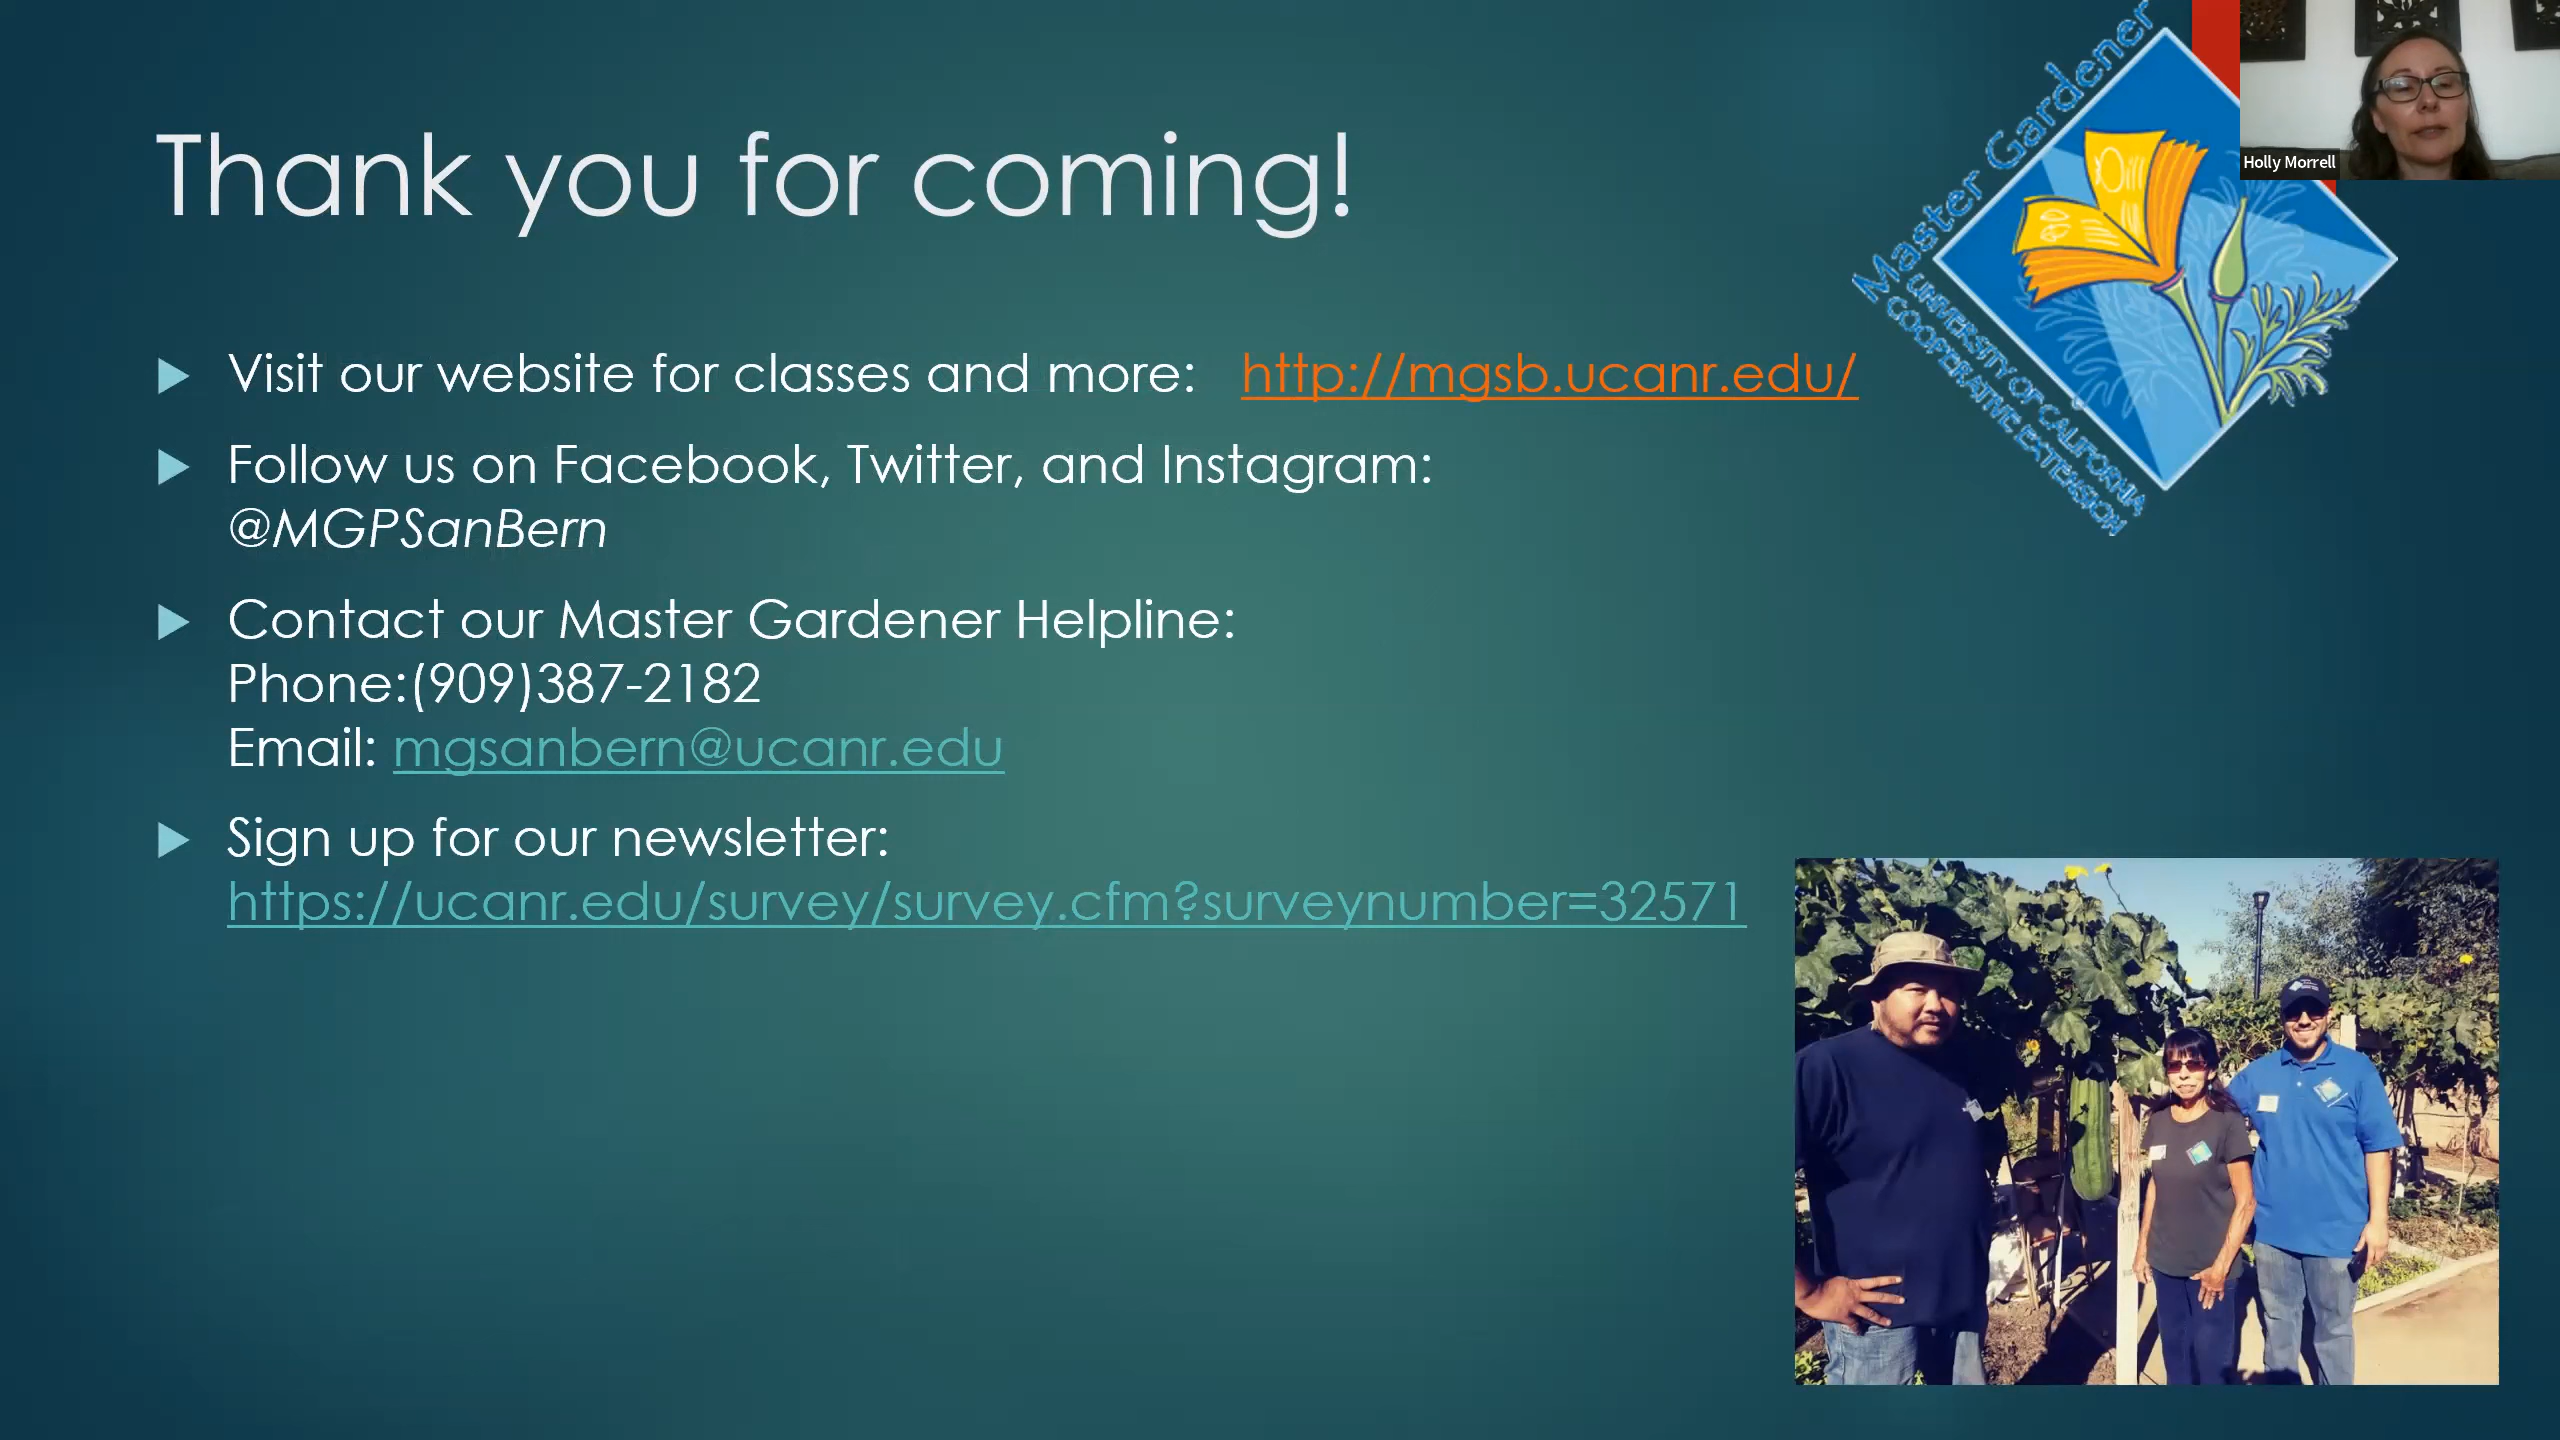 Thank you for coming!
Visit our website for classes and more: http://mgsb.ucanr.edu/
Follow us on Facebook, Twitter, and Instagram:
@MGPSanBern
Contact our Master Gardener Helpline:
Phone:(909)387-2182
Email: mgsanbern@ucanr.edu
Sign up for our newsletter:
https://ucanr.edu/survey/survey.cfm?surveynumber=32571
Master Gardener
UNIVERSITY OF CALIFORNIA
COOPERATIVE EXTENSION
Dill
Holly Morrell